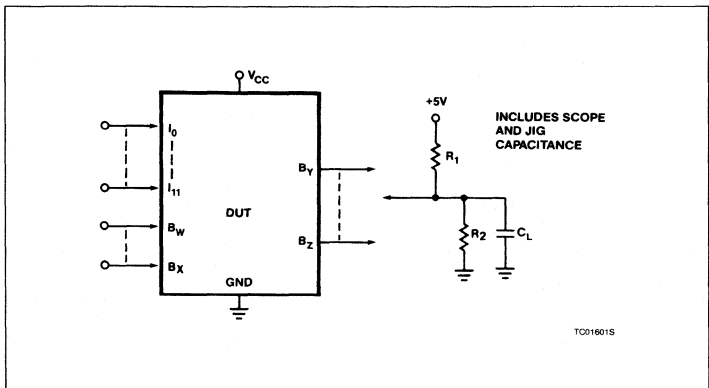 VCC
+5V
INCLUDES SCOPE
AND JIG
CAPACITANCE
I0
R1
BY
I11
DUT
BW
R2
CL
BZ
BX
GND
TC01601S